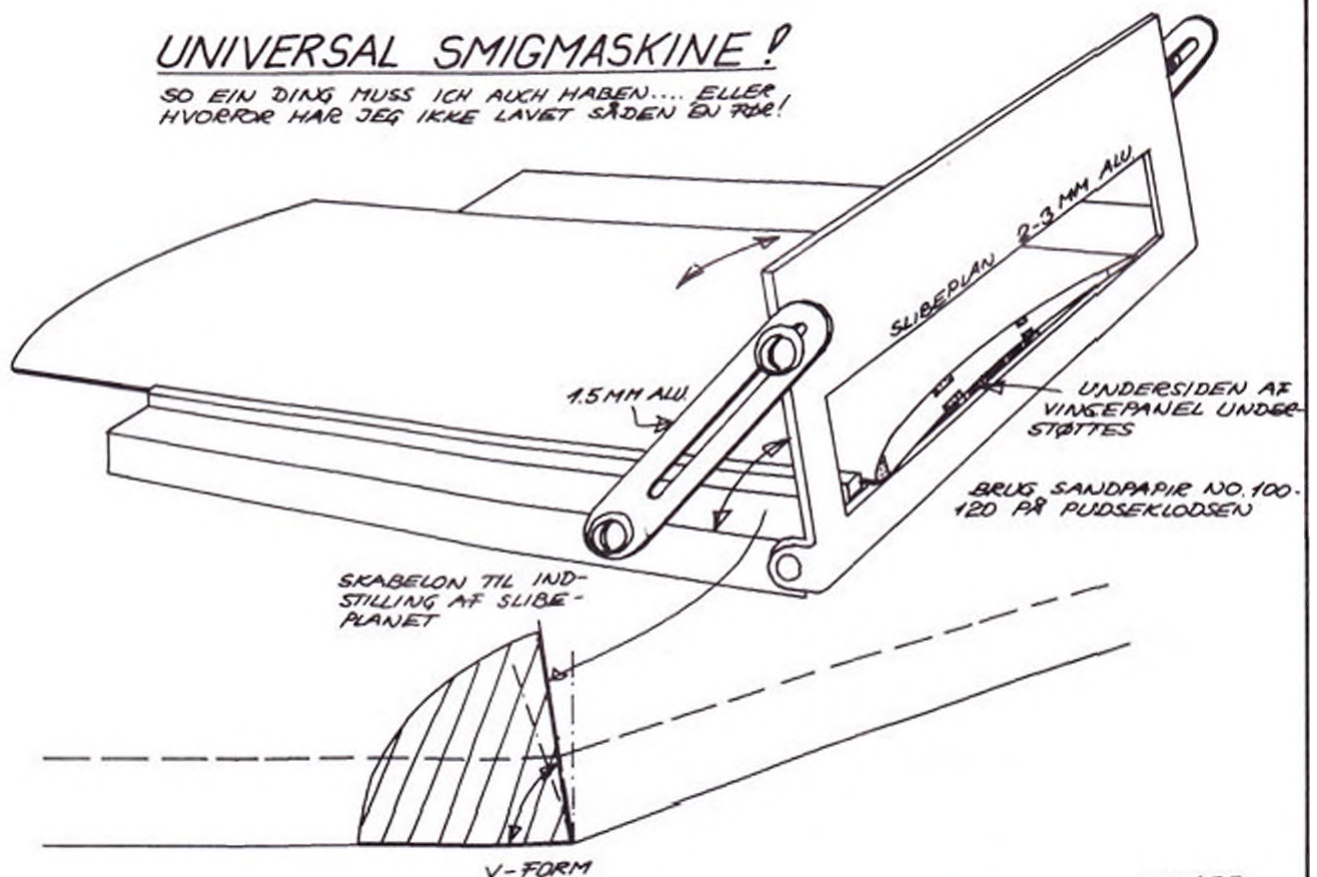 UNIVERSAL SMIGMASKINE!
SO EIN DING MUSS ICH AUCH HABEN.... ELLER
HVORFOR HAR JEG IKKE LAVET SÅDEN EN FØR!
SLIBEPLAN 2-3 MM ALU.
1.5 MM ALU.
UNDERSIDEN AF
VINGEPANEL UNDER-
STØTTES
BRUG SANDPAPIR NO. 100-
120 PÅ PUDSEKLODSEN
SKABELON TIL IND-
STILLING AF SLIBE-
PLANET
V-FORM